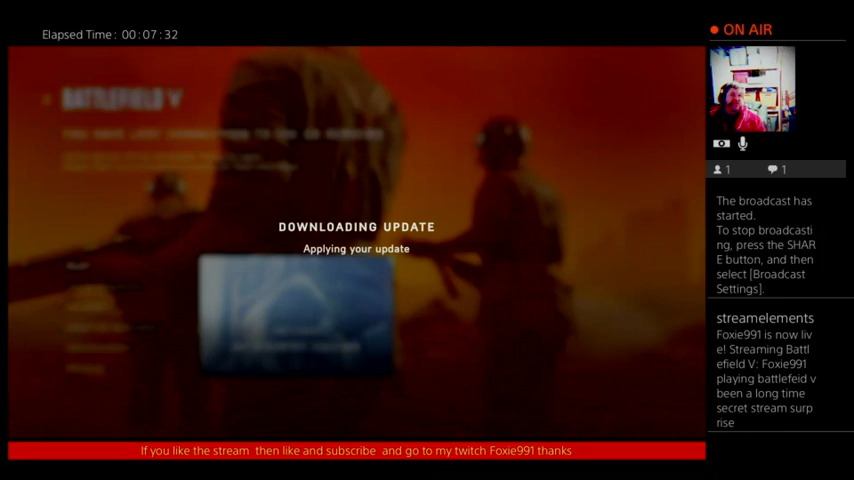 Elapsed Time: 00:07:32
ON AIR
BATTLEFIELD V
DOWNLOADING UPDATE
Applying your update
1
1
The broadcast has
started.
To stop broadcasti
ng, press the SHAR
E button, and then
select [Broadcast
Settings].
streamelements
Foxie991 is now liv
e! Streaming Battl
efield V: Foxie991
playing battlefeid v
been a long time
secret stream surp
rise
If you like the stream then like and subscribe and go to my twitch Foxie991 thanks